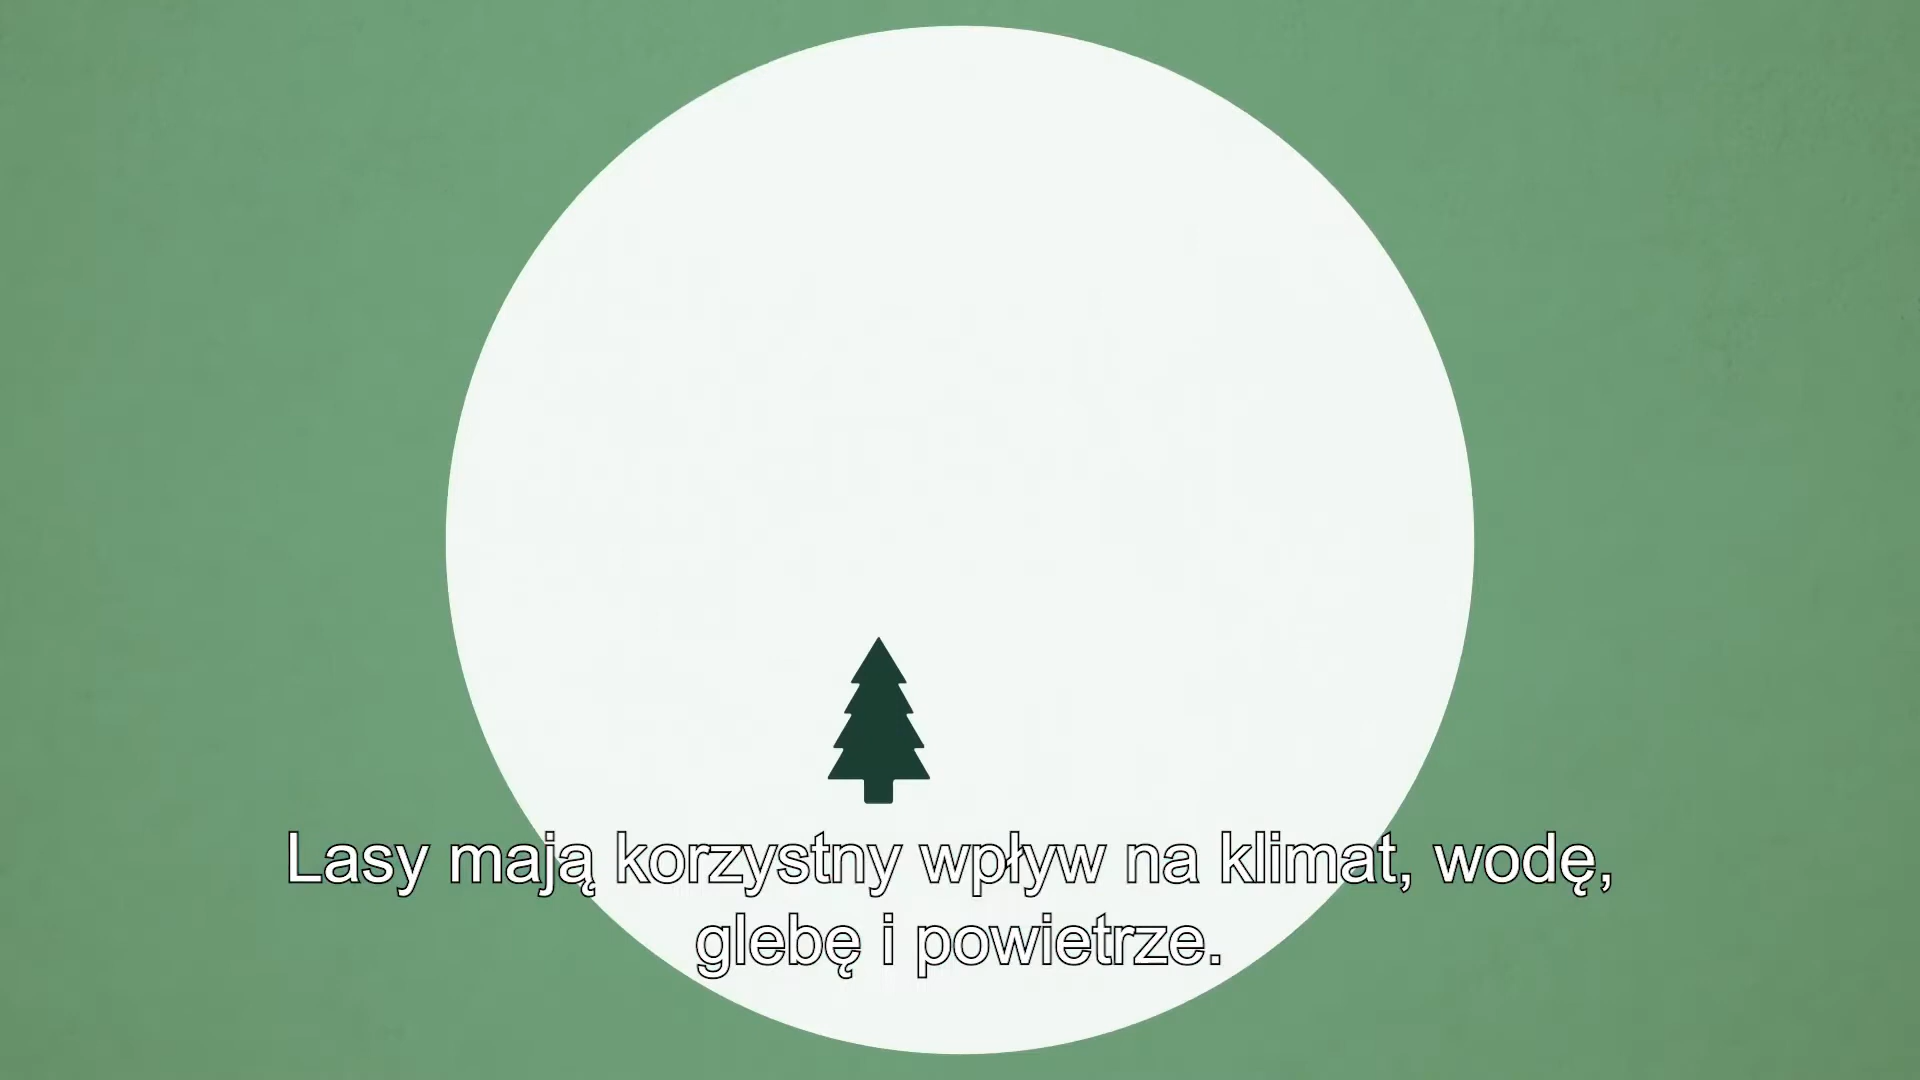 Lasy mają korzystny wpływ na klimat, wodę,
glebę i powietrze.